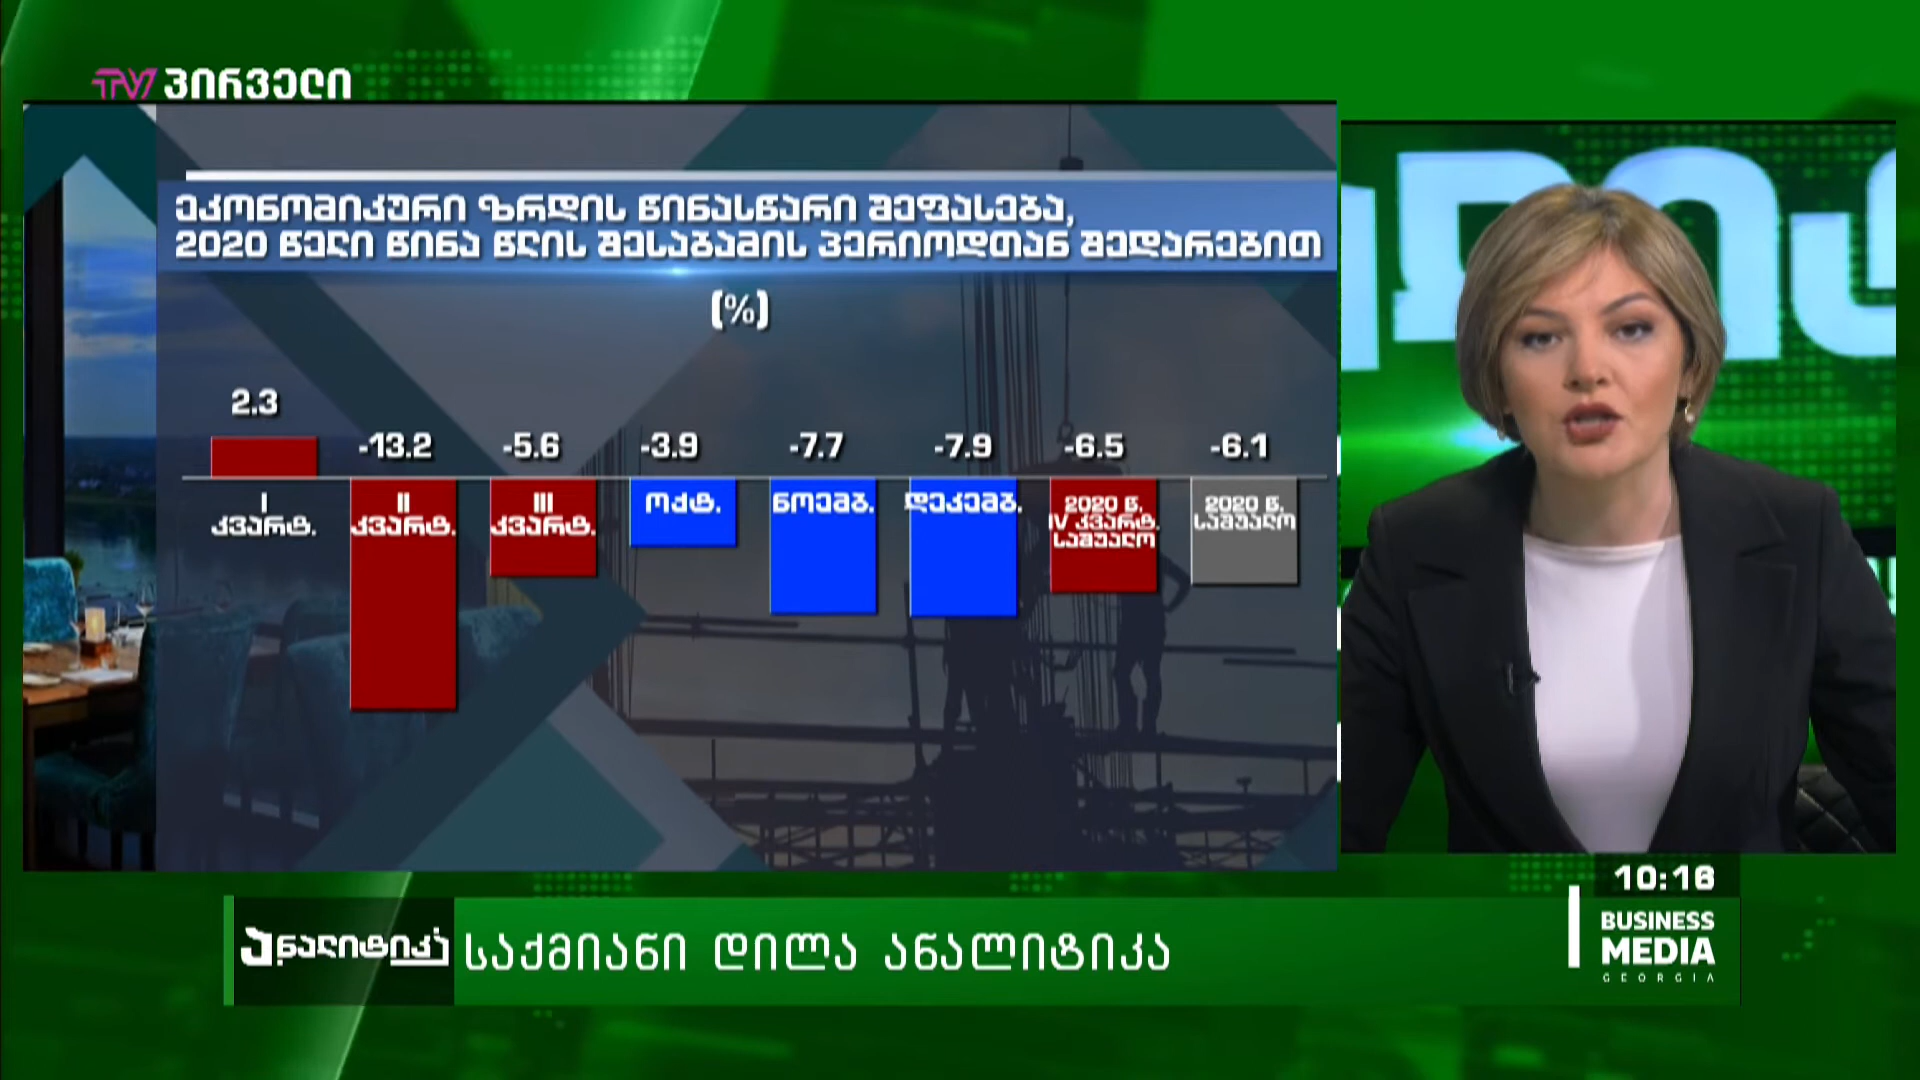 TV პირველი
ეკონომიკური ზრდის წინასწარი შეფასება,
2020 წელი წინა წლის შესაბამის პერიოდთან შედარებით
(%)
2.3
-13.2
-5.6
-3.9
-7.7
-7.9
-6.5
-6.1
I
კვარტ.
II
კვარტ.
III
კვარტ.
ოქტ.
ნოემბ.
დეკემბ.
2020 წ.
IV კვარტ.
საშუალო
2020 წ.
საშუალო
ანალიტიკა
საქმიანი დილა ანალიტიკა
10:16
BUSINESS
MEDIA
GEORGIA